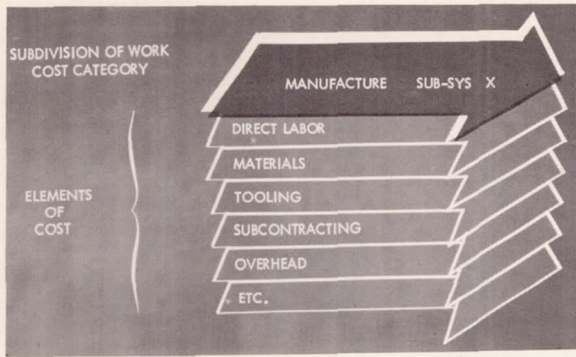 SUBDIVISION OF WORK
COST CATEGORY
MANUFACTURE SUB-SYS X
ELEMENTS
OF
COST
DIRECT LABOR
MATERIALS
TOOLING
SUBCONTRACTING
OVERHEAD
ETC.